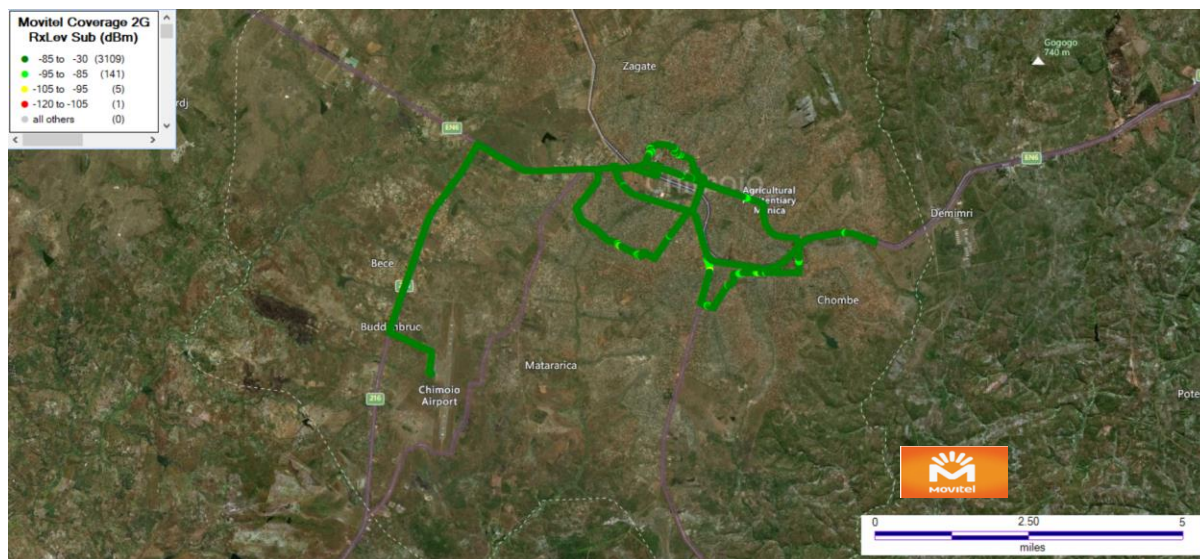 Movitel Coverage 2G
RxLev Sub (dBm)
-85 to -30 (3109)
-95 to -85 (141)
-105 to -95 (5)
-120 to -105 (1)
all others (0)
Gogogo
740 m
Zagate
EN6
EN6
Agricultural
Manica
Demimri
Bece
Chombe
Matararica
Chimoio
Airport
216
MOVITEL
0 2.50 5
miles